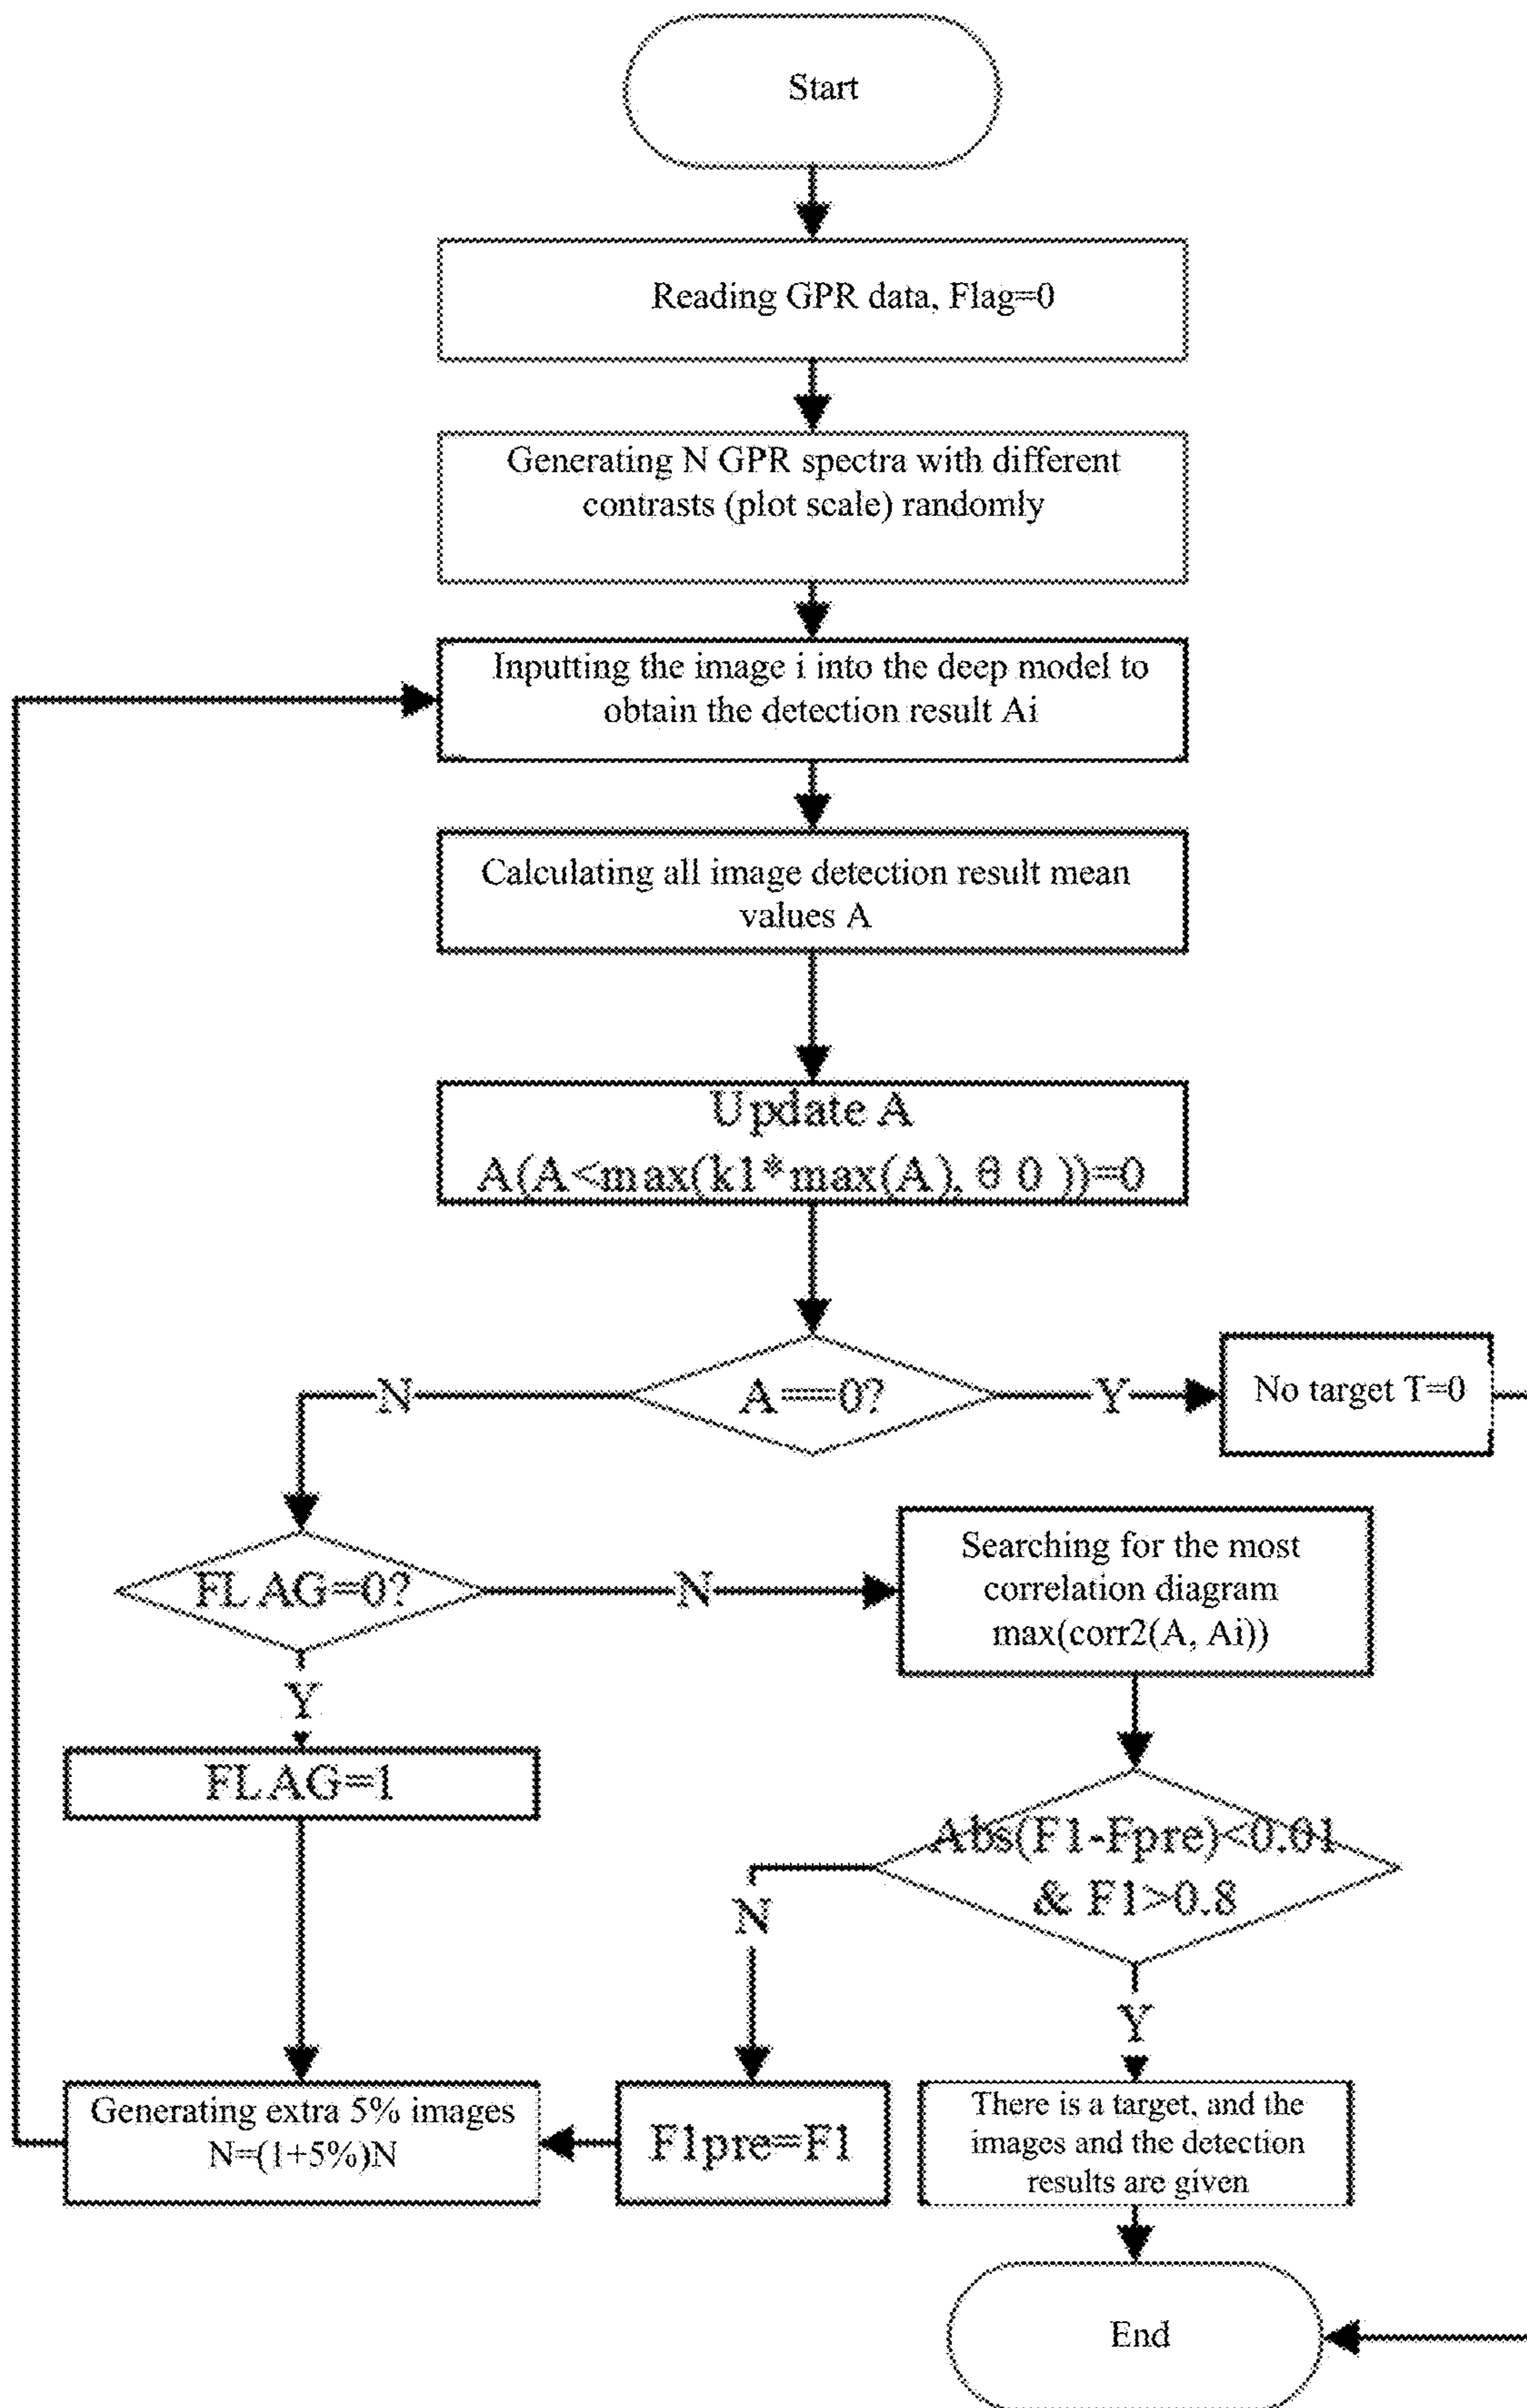 Start
Reading GPR data, Flag=0
Generating N GPR spectra with different
contrasts (plot scale) randomly
Inputting the image i into the deep model to
obtain the detection result Ai
Calculating all image detection result mean
values A
Update A
A(A<max(k1*max(A), θ 0 ))=0
A==0?
N
Y
No target T=0
FLAG=0?
N
Searching for the most
correlation diagram
max(corr2(A, Ai))
Y
FLAG=1
Abs(F1-Fpre)<0.01
& F1>0.8
N
Y
Generating extra 5% images
N=(1+5%)N
F1pre=F1
There is a target, and the
images and the detection
results are given
End